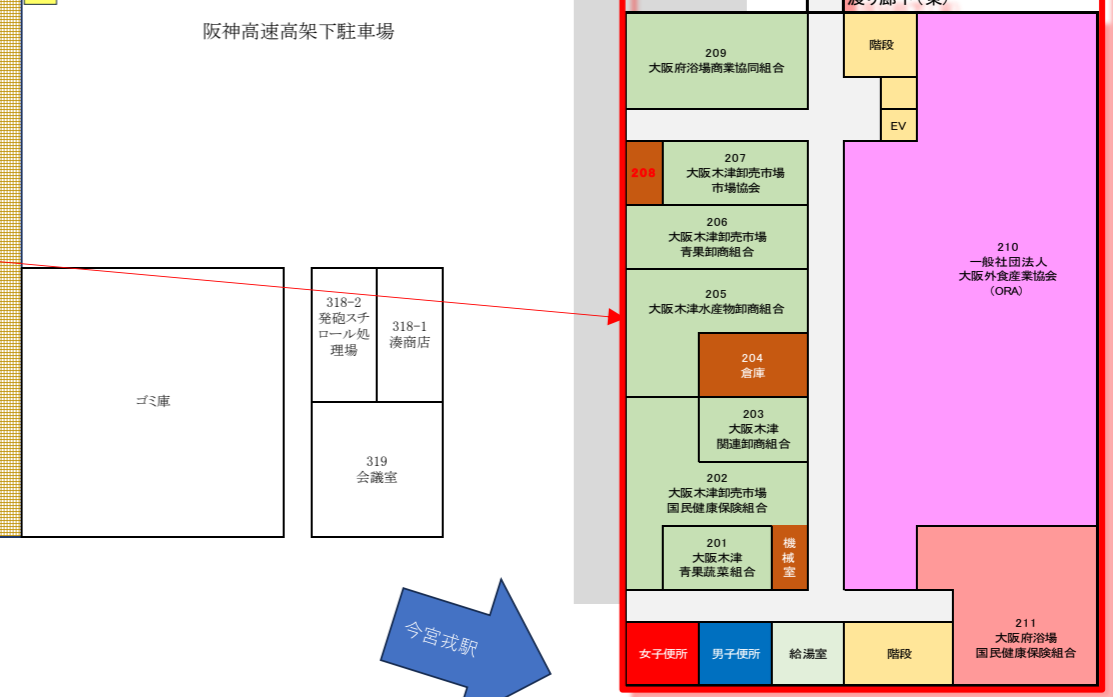 渡り廊下(東)
阪神高速高架下駐車場
209
大阪府浴場商業協同組合
階段
EV
208
207
大阪木津卸売市場
市場協会
206
大阪木津卸売市場
青果卸商組合
210
一般社団法人
大阪外食産業協会
(ORA)
205
大阪木津水産物卸商組合
318-2
発砲スチ
ロール処
理場
318-1
湊商店
204
倉庫
ゴミ庫
203
大阪木津
関連卸商組合
319
会議室
202
大阪木津卸売市場
国民健康保険組合
201
大阪木津
青果蔬菜組合
機
械
室
今宮戎駅
女子便所
男子便所
給湯室
階段
211
大阪府浴場
国民健康保険組合